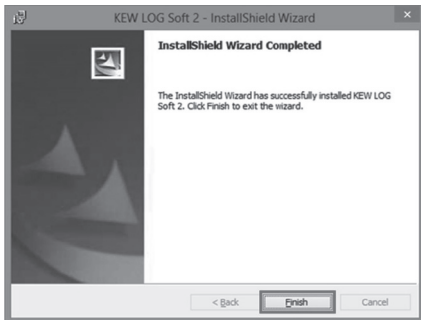 KEW LOG Soft 2 - InstallShield Wizard
InstallShield Wizard Completed
The InstallShield Wizard has successfully installed KEW LOG
Soft 2. Click Finish to exit the wizard.
< Back
Finish
Cancel